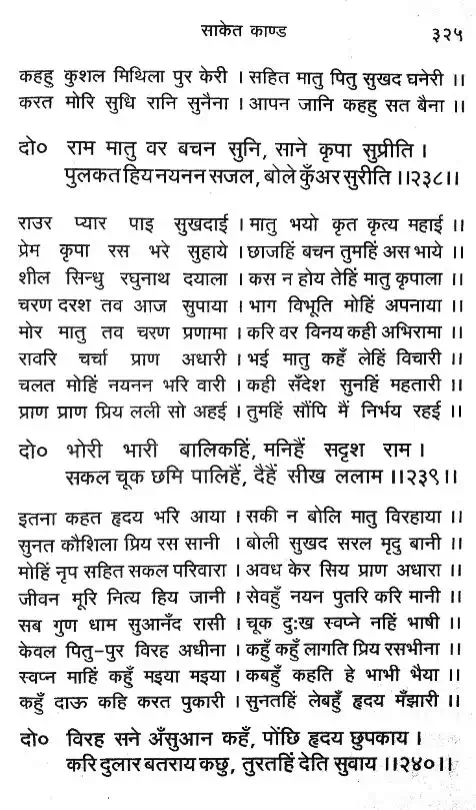 साकेत काण्ड ३२५
कहहु कुशल मिथिला पुर केरी । सहित मातु पितु सुखद घनेरी ।।
करत मोरि सुधि रानि सुनैना । आपन जानि कहहु सत बैना ।।
दो० राम मातु वर बचन सुनि, साने कृपा सुप्रीति ।
पुलकत हिय नयनन सजल, बोले कुँअर सुरीति ।।२३८।।
राउर प्यार पाइ सुखदाई । मातु भयो कृत कृत्य महाई ।।
प्रेम कृपा रस भरे सुहाये । छाजहिं बचन तुमहिं अस भाये ।।
शील सिन्धु रघुनाथ दयाला । कस न होय तेहिं मातु कृपाला ।।
चरण दरश तव आज सुपाया । भाग विभूति मोहिं अपनाया ।।
मोर मातु तव चरण प्रणामा । करि वर विनय कही अभिरामा ।।
रावरि चर्चा प्राण अधारी । भई मातु कहँ लेहिं विचारी ।।
चलत मोहिं नयनन भरि वारी । कही सँदेश सुनहिं महतारी ।।
प्राण प्राण प्रिय लली सो अहई । तुमहिं सौंपि मैं निर्भय रहई ।।
दो० भोरी भारी बालिकहिं, मनिहैं सदृश राम ।
सकल चूक छमि पालिहैं, दैहैं सीख ललाम ।।२३९।।
इतना कहत हृदय भरि आया । सकी न बोलि मातु विरहाया ।।
सुनत कौशिला प्रिय रस सानी । बोली सुखद सरल मृदु बानी ।।
मोहिं नृप सहित सकल परिवारा । अवध केर सिय प्राण अधारा ।।
जीवन मूरि नित्य हिय जानी । सेवहुँ नयन पुतरि करि मानी ।।
सब गुण धाम सुआनँद रासी । चूक दुःख स्वप्ने नहिं भाषी ।।
केवल पितु-पुर विरह अधीना । कहुँ कहुँ लागति प्रिय रसभीना ।।
स्वप्न माहिं कहुँ मइया मइया । कबहुँ कहति हे भाभी भैया ।।
कहुँ दाऊ कहि करत पुकारी । सुनतहिं लेबहुँ हृदय मँझारी ।।
दो० विरह सने अँसुआन कहँ, पोंछि हृदय छुपकाय ।
करि दुलार बतराय कछु, तुरतहिं देति सुवाय ।।२४०।।